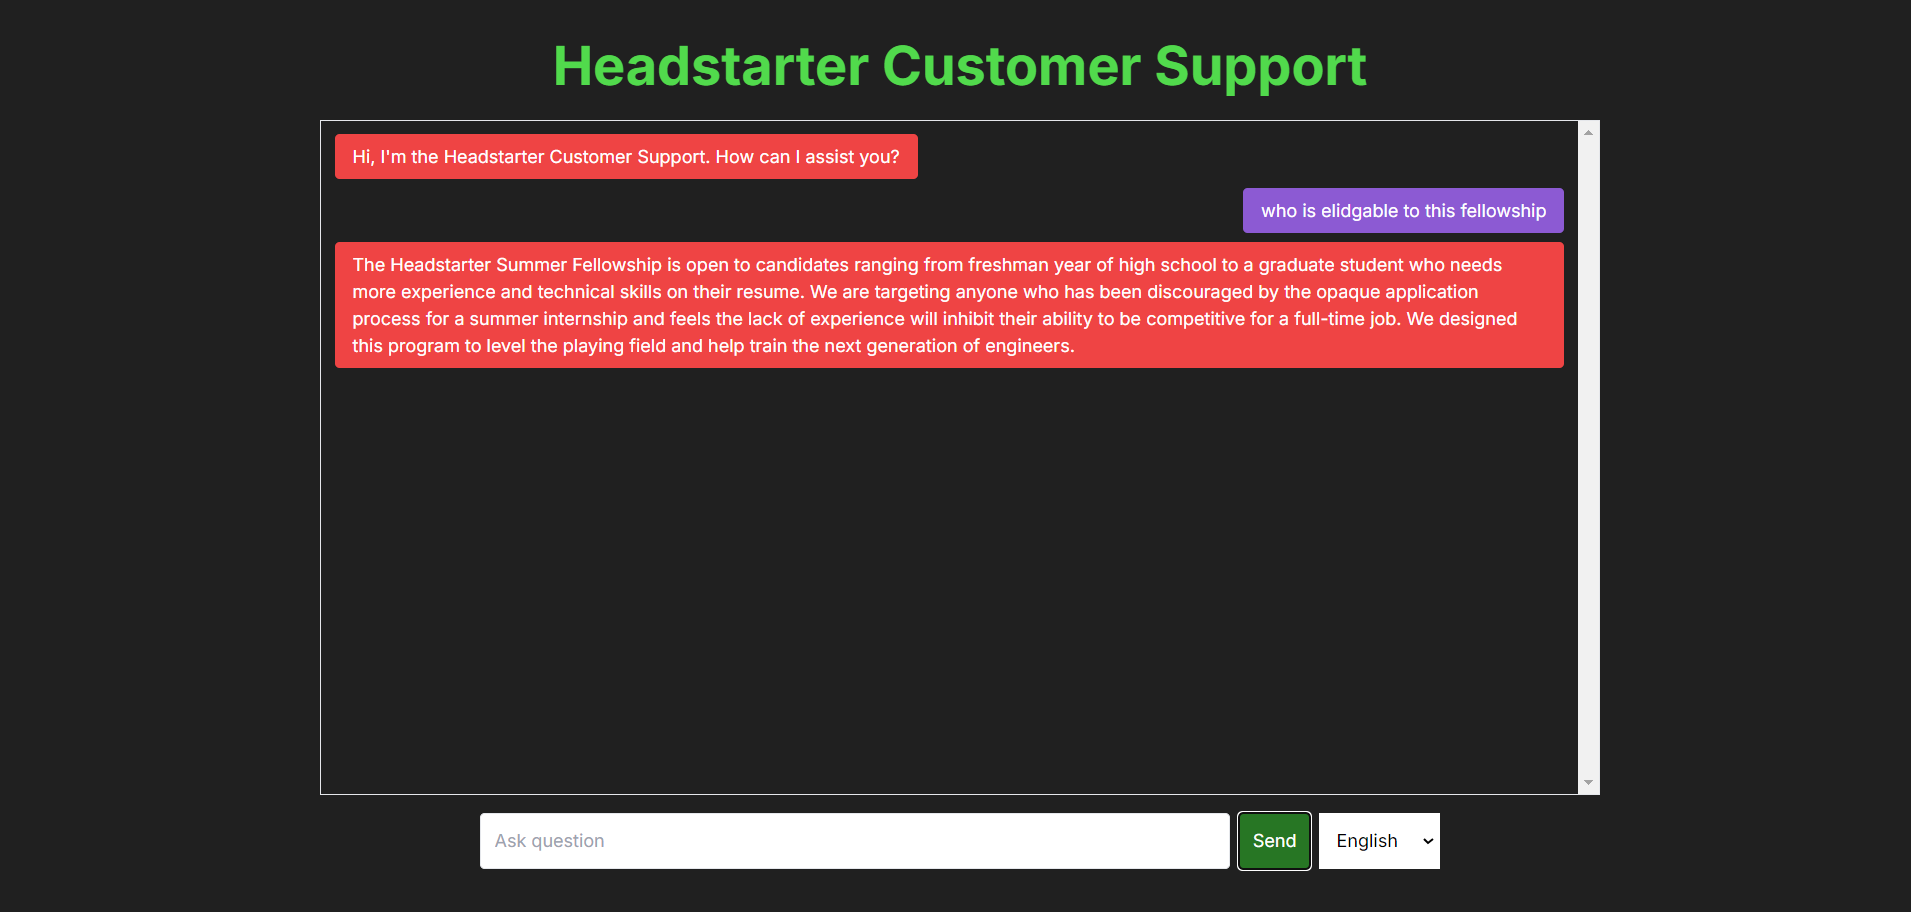 Headstarter Customer Support
Hi, I'm the Headstarter Customer Support. How can I assist you?
who is elidgable to this fellowship
The Headstarter Summer Fellowship is open to candidates ranging from freshman year of high school to a graduate student who needs
more experience and technical skills on their resume. We are targeting anyone who has been discouraged by the opaque application
process for a summer internship and feels the lack of experience will inhibit their ability to be competitive for a full-time job. We designed
this program to level the playing field and help train the next generation of engineers.
Ask question
Send
English